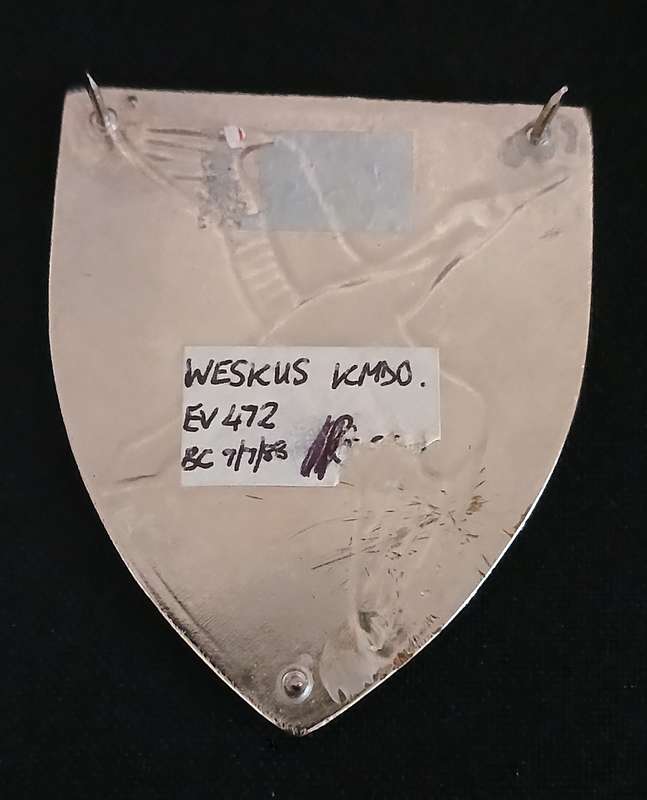 WESKUS KMDO.
EV 472
BC 9/7/83